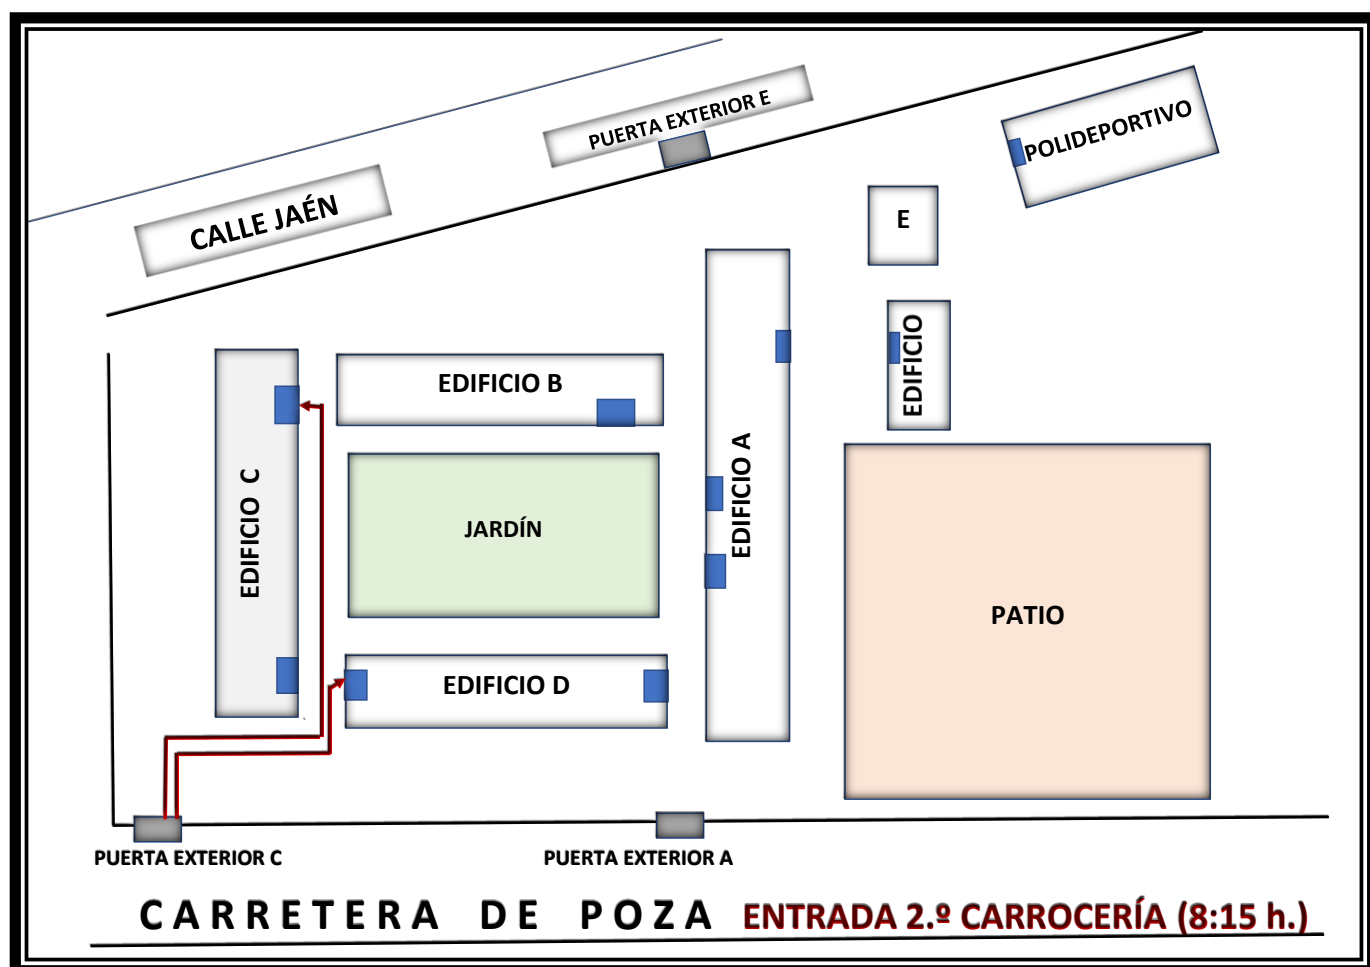 PUERTA EXTERIOR E
POLIDEPORTIVO
CALLE JAÉN
E
EDIFICIO
EDIFICIO B
EDIFICIO A
EDIFICIO C
JARDÍN
PATIO
EDIFICIO D
PUERTA EXTERIOR C
PUERTA EXTERIOR A
CARRETERA DE POZA
ENTRADA 2.º CARROCERÍA (8:15 h.)